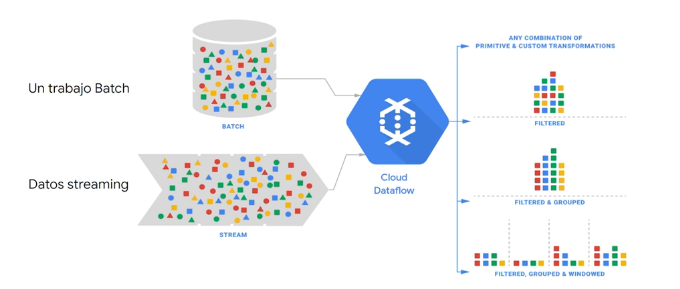 Un trabajo Batch
BATCH
Datos streaming
STREAM
Cloud
Dataflow
ANY COMBINATION OF
PRIMITIVE & CUSTOM TRANSFORMATIONS
FILTERED
FILTERED & GROUPED
FILTERED, GROUPED & WINDOWED